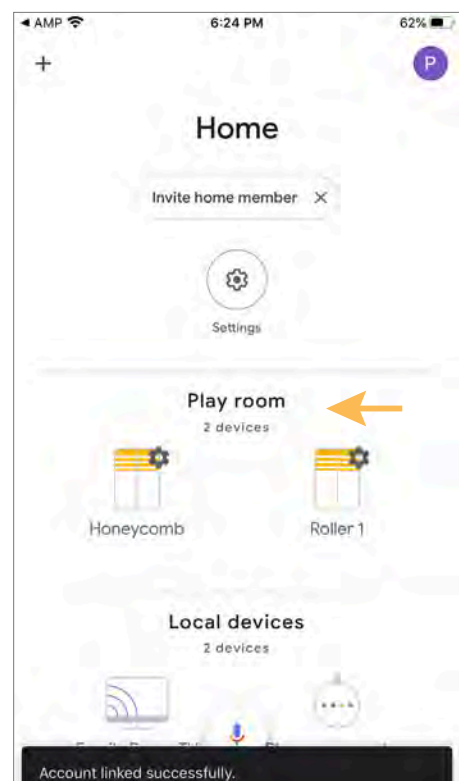 ◀ AMP 6:24 PM 62%
+ P
Home
Invite home member ×
Settings
Play room
2 devices
Honeycomb Roller 1
Local devices
2 devices
Account linked successfully.